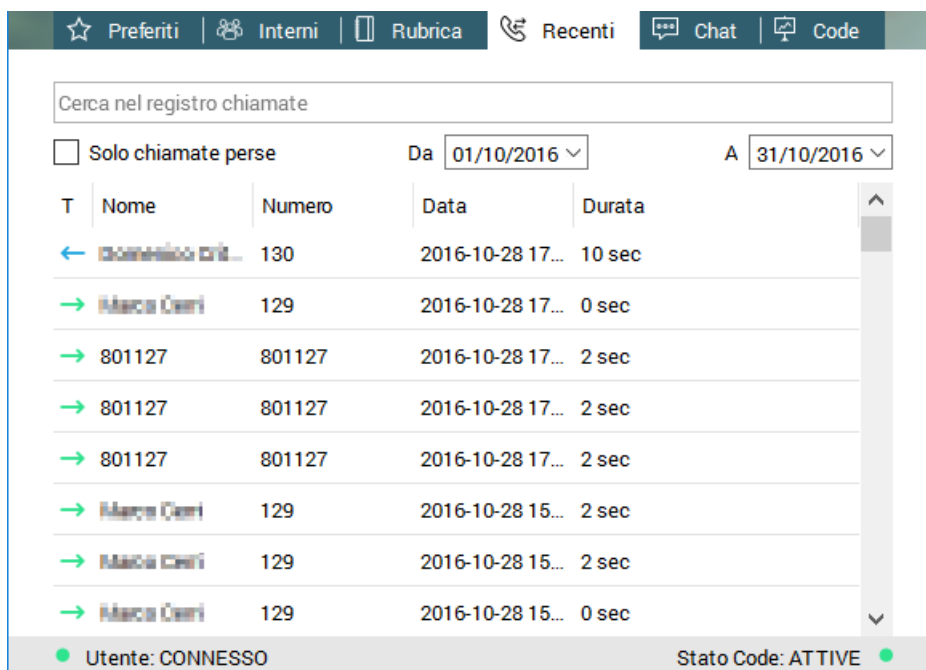 Preferiti Interni Rubrica Recenti Chat Code
Cerca nel registro chiamate
Solo chiamate perse Da 01/10/2016 A 31/10/2016
T Nome Numero Data Durata
130 2016-10-28 17... 10 sec
129 2016-10-28 17... 0 sec
801127 801127 2016-10-28 17... 2 sec
801127 801127 2016-10-28 17... 2 sec
801127 801127 2016-10-28 17... 2 sec
129 2016-10-28 15... 2 sec
129 2016-10-28 15... 2 sec
129 2016-10-28 15... 0 sec
Utente: CONNESSO Stato Code: ATTIVE